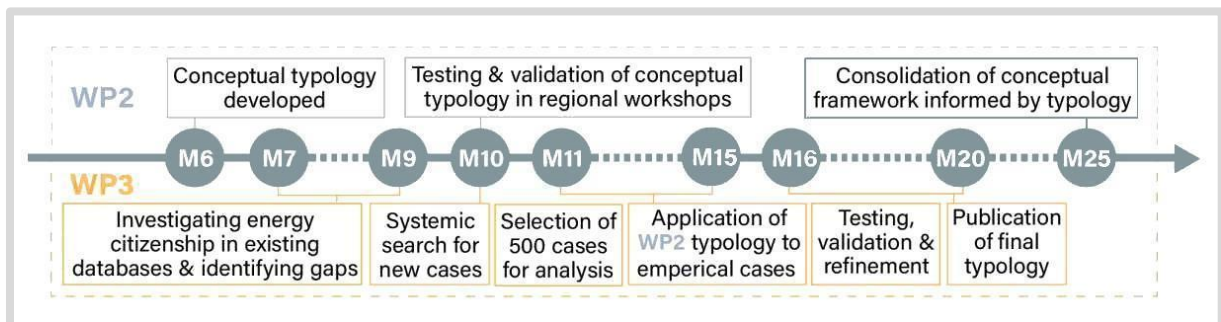 WP2
Conceptual typology
developed
Testing & validation of conceptual
typology in regional workshops
Consolidation of conceptual
framework informed by typology
M6 M7 M9 M10 M11 M15 M16 M20 M25
WP3
Investigating energy
citizenship in existing
databases & identifying gaps
Systemic
search for
new cases
Selection of
500 cases
for analysis
Application of
WP2 typology to
emperical cases
Testing,
validation &
refinement
Publication
of final
typology